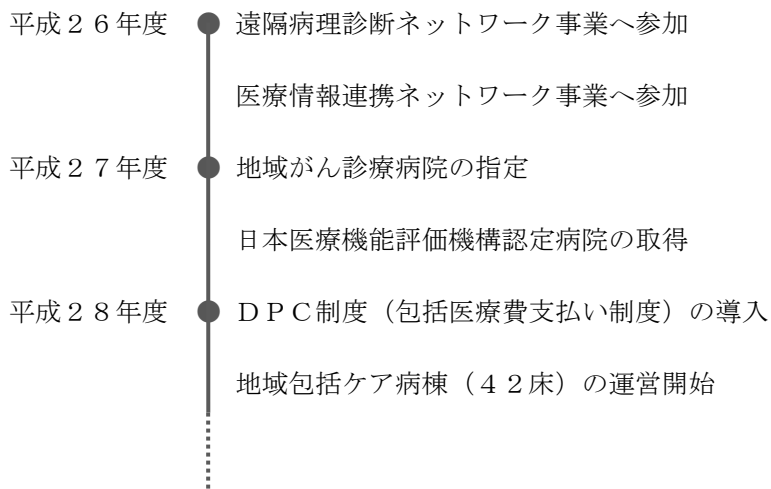 平成２６年度 遠隔病理診断ネットワーク事業へ参加
医療情報連携ネットワーク事業へ参加
平成２７年度 地域がん診療病院の指定
日本医療機能評価機構認定病院の取得
平成２８年度 ＤＰＣ制度（包括医療費支払い制度）の導入
地域包括ケア病棟（４２床）の運営開始